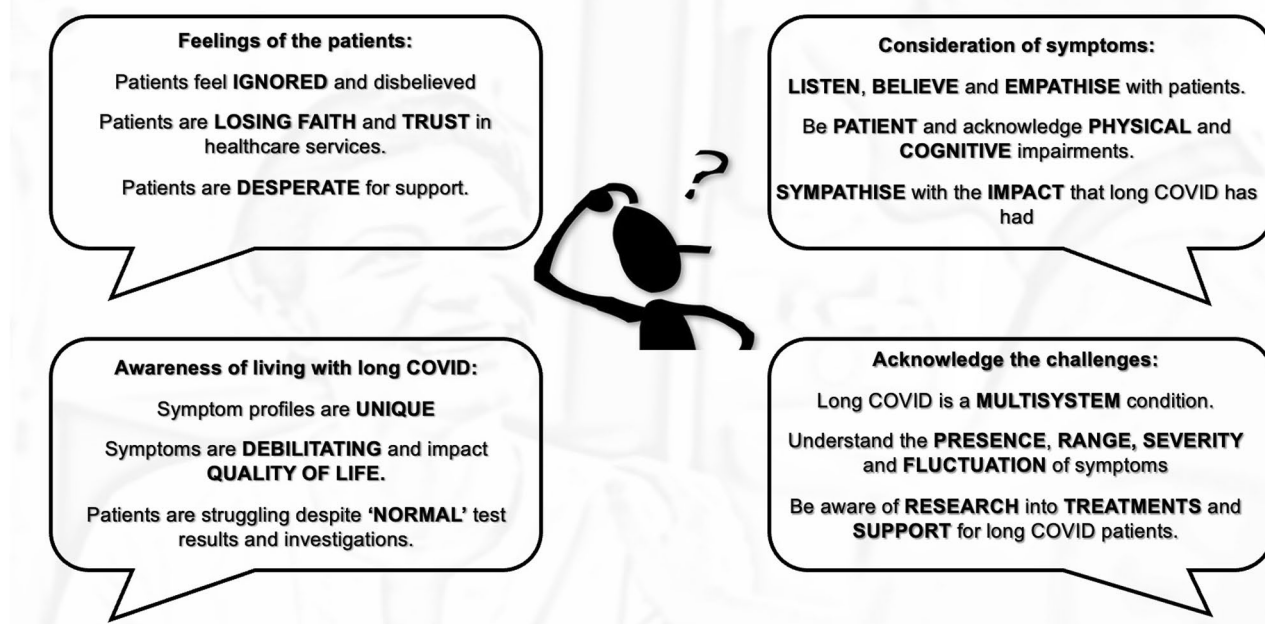 Feelings of the patients:
Patients feel IGNORED and disbelieved
Patients are LOSING FAITH and TRUST in
healthcare services.
Patients are DESPERATE for support.
Consideration of symptoms:
LISTEN, BELIEVE and EMPATHISE with patients.
Be PATIENT and acknowledge PHYSICAL and
COGNITIVE impairments.
SYMPATHISE with the IMPACT that long COVID has
had
?
Awareness of living with long COVID:
Symptom profiles are UNIQUE
Symptoms are DEBILITATING and impact
QUALITY OF LIFE.
Patients are struggling despite ‘NORMAL’ test
results and investigations.
Acknowledge the challenges:
Long COVID is a MULTISYSTEM condition.
Understand the PRESENCE, RANGE, SEVERITY
and FLUCTUATION of symptoms
Be aware of RESEARCH into TREATMENTS and
SUPPORT for long COVID patients.